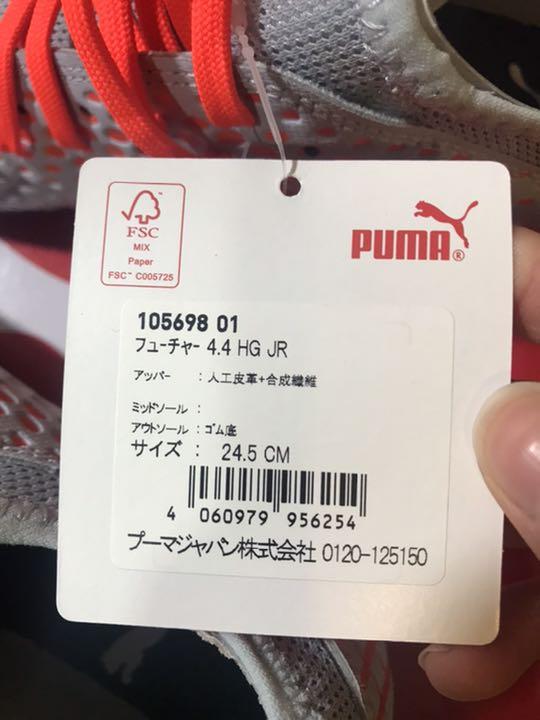 FSC
MIX
Paper
FSC™ C005725
PUMA®
105698 01
フューチャー 4.4 HG JR
アッパー : 人工皮革+合成繊維
ミッドソール :
アウトソール : ゴム底
サイズ : 24.5 CM
4 060979 956254
プーマジャパン株式会社 0120-125150